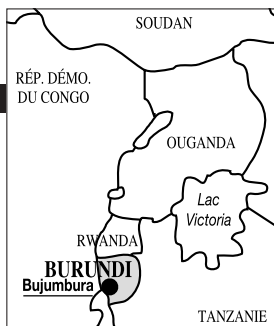 SOUDAN
RÉP. DÉMO.
DU CONGO
OUGANDA
Lac
Victoria
RWANDA
BURUNDI
Bujumbura
TANZANIE